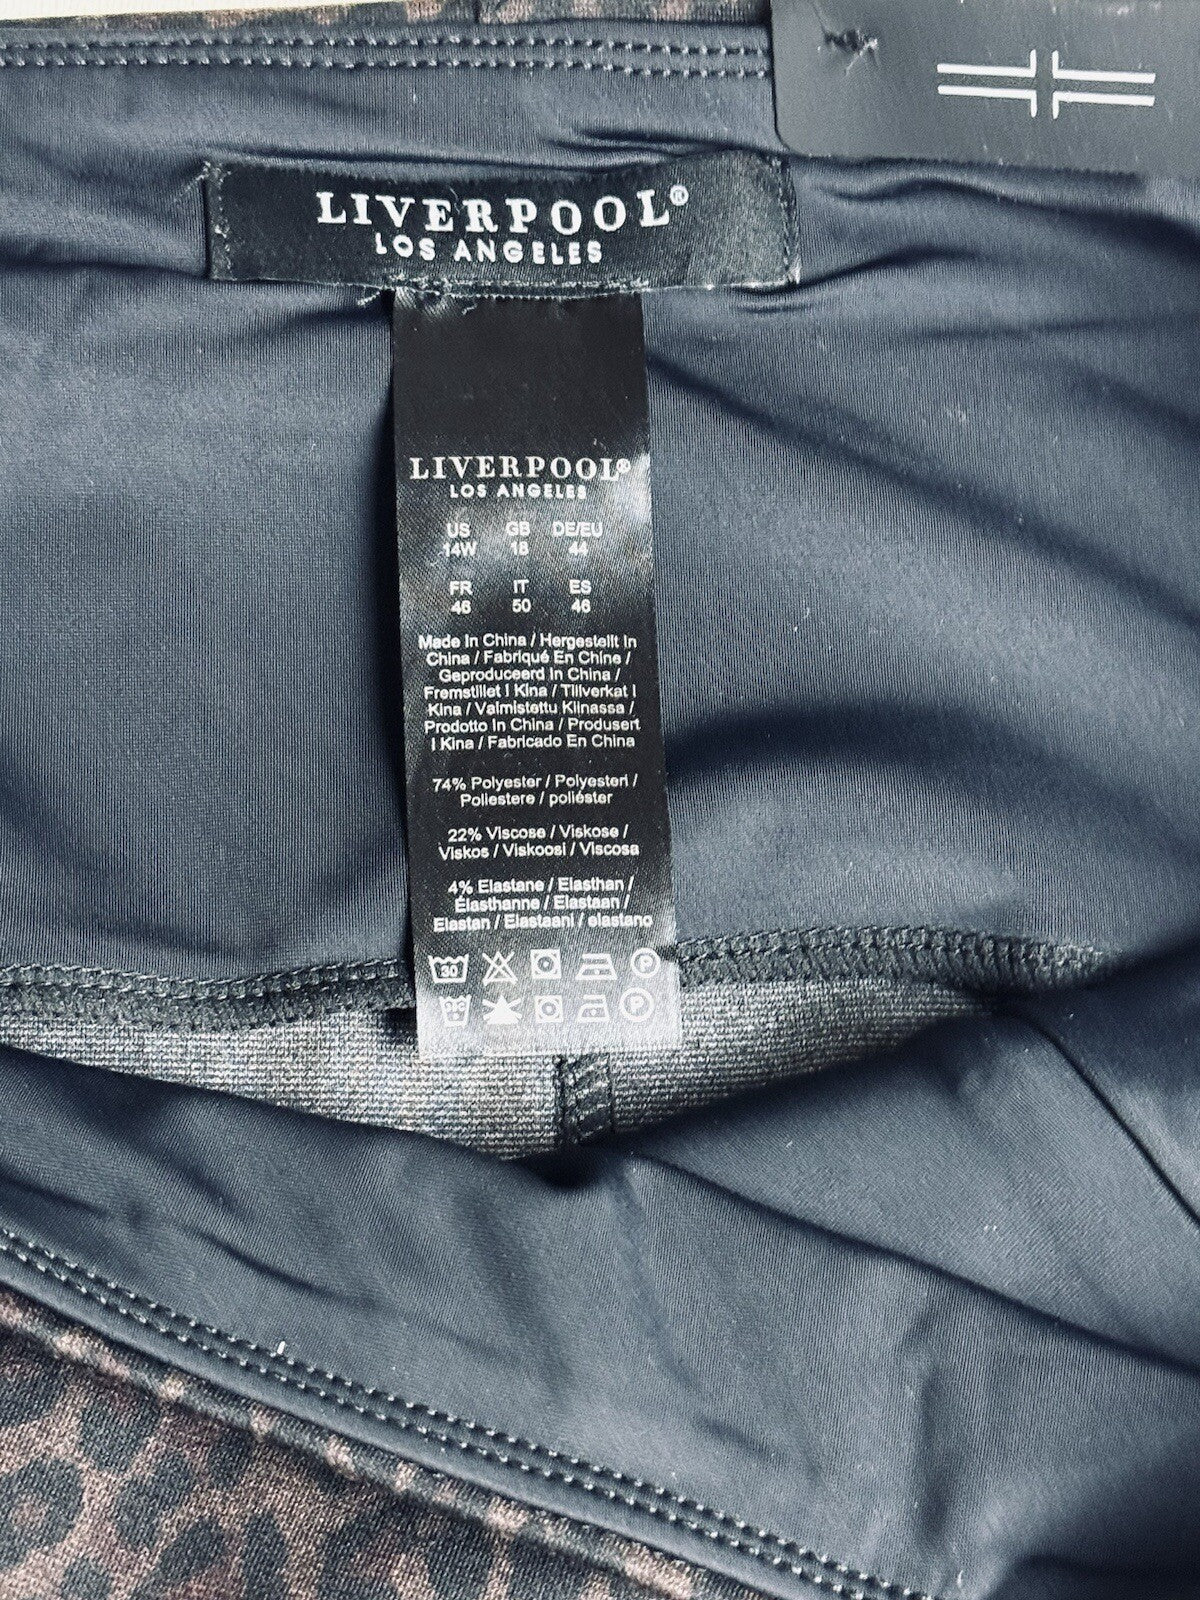 LIVERPOOL®
LOS ANGELES
LIVERPOOL®
LOS ANGELES
US GB DE/EU
14W 18 44
FR IT ES
46 50 46
Made In China / Hergestellt In
China / Fabriqué En Chine /
Geproduceerd In China /
Fremstillet I Kina / Tillverkat I
Kina / Valmistettu Kiinassa /
Prodotto In China / Produsert
I Kina / Fabricado En China
74% Polyester / Polyesteri /
Poliestere / poliéster
22% Viscose / Viskose /
Viskos / Viskoosi / Viscosa
4% Elastane / Elasthan /
Élasthanne / Elastaan /
Elastan / Elastaani / elastano
30 P
P